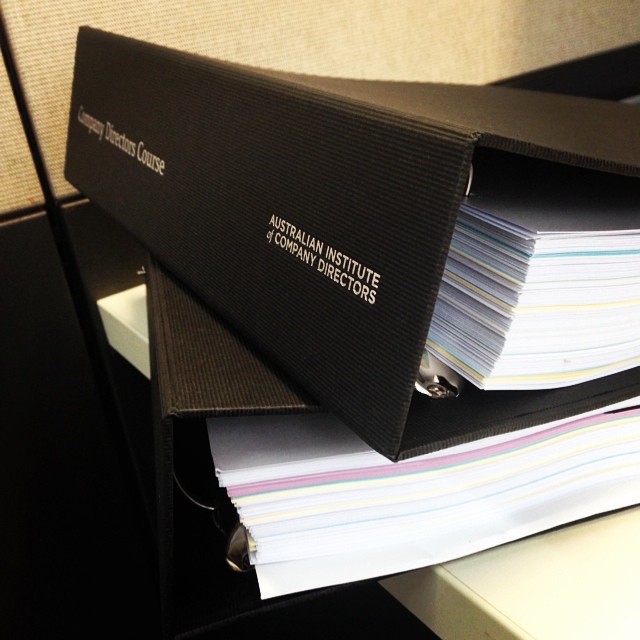 Company Directors Course
AUSTRALIAN INSTITUTE
of COMPANY DIRECTORS